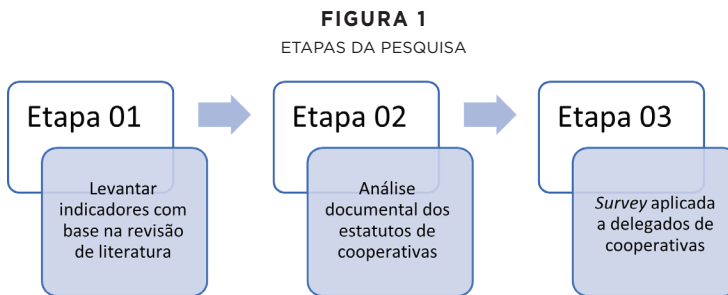 FIGURA 1
ETAPAS DA PESQUISA
Etapa 01
Levantar
indicadores com
base na revisão
de literatura
Etapa 02
Análise
documental dos
estatutos de
cooperativas
Etapa 03
Survey aplicada
a delegados de
cooperativas